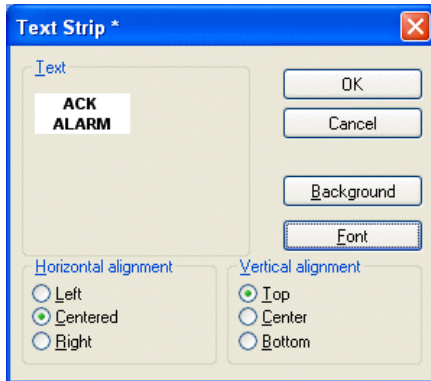 Text Strip *
Text
ACK
ALARM
OK
Cancel
Background
Font
Horizontal alignment
Left
Centered
Right
Vertical alignment
Top
Center
Bottom